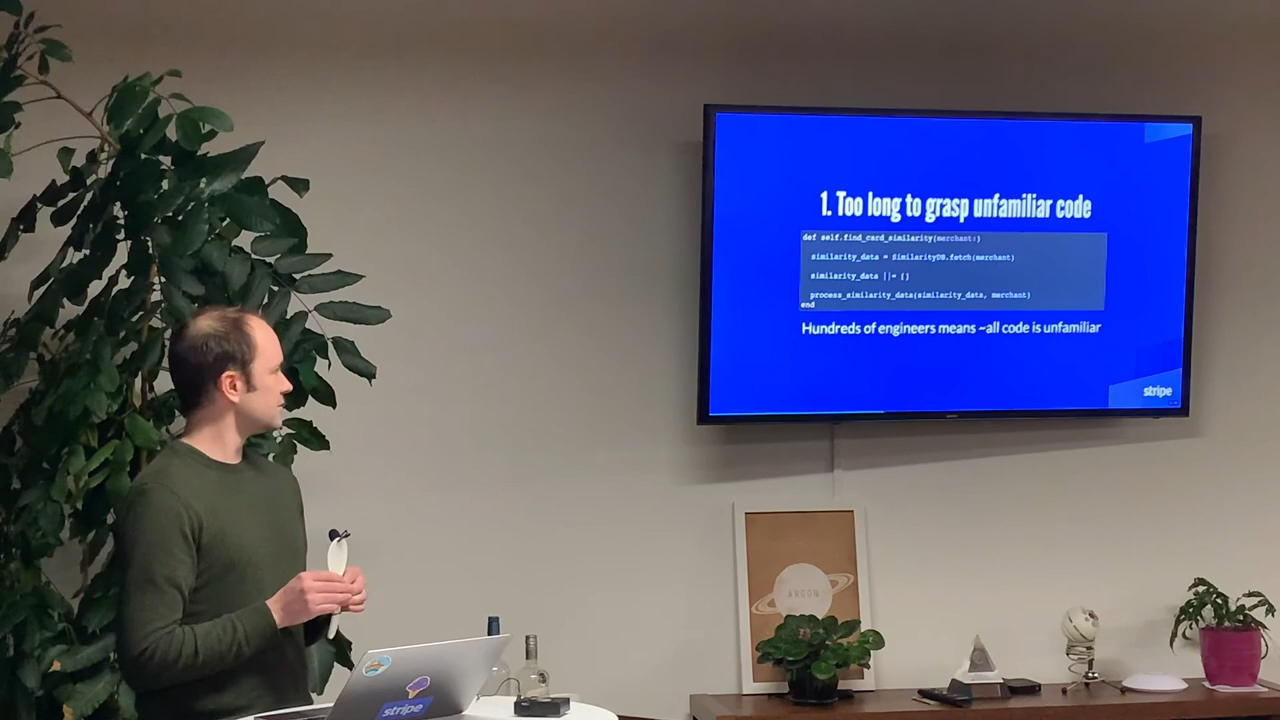 1. Too long to grasp unfamiliar code
def self.find_card_similarity(merchant:)
similarity_data = SimilarityDB.fetch(merchant)
similarity_data ||= {}
process_similarity_data(similarity_data, merchant)
end
Hundreds of engineers means ~all code is unfamiliar
stripe
ARGON
stripe